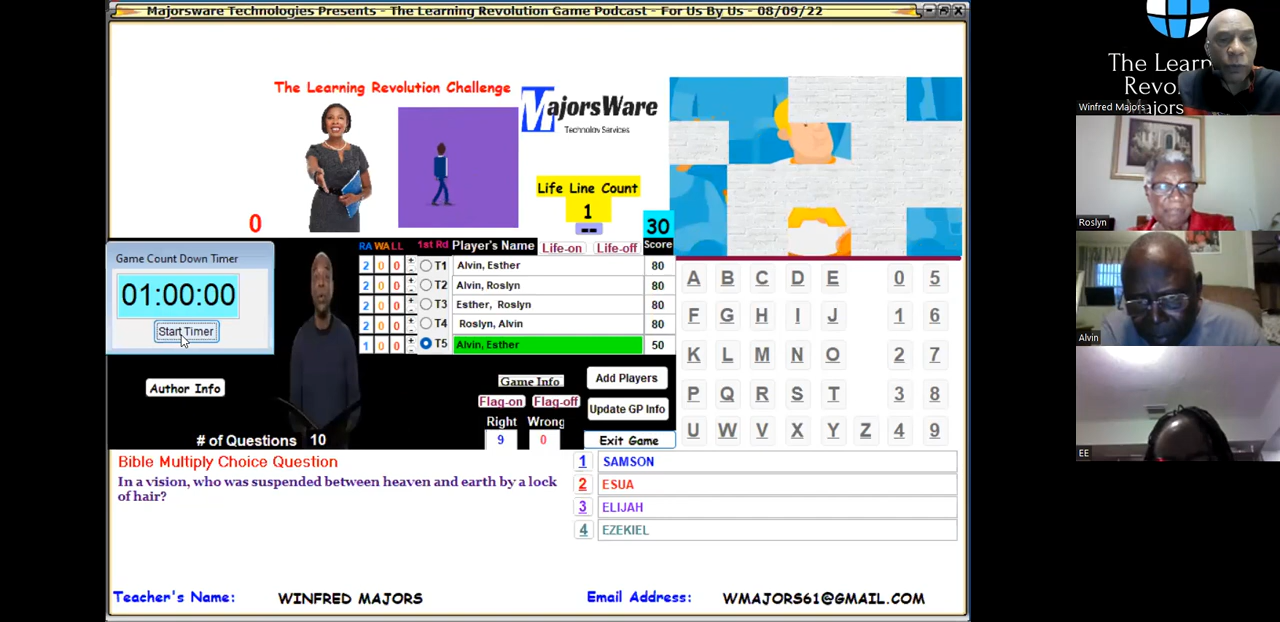 Majorsware Technologies Presents - The Learning Revolution Game Podcast - For Us By Us - 08/09/22
The Learning Revolution Challenge
MajorsWare
Technology Services
Life Line Count
1
--
0
30
Game Count Down Timer
01:00:00
Start Timer
RA WA LL 1st Rd Player's Name Life-on Life-off Score
2 0 0 + - T1 Alvin, Esther 80
2 0 0 + - T2 Alvin, Roslyn 80
2 0 0 + - T3 Esther, Roslyn 80
2 0 0 + - T4 Roslyn, Alvin 80
1 0 0 + - T5 Alvin, Esther 50
Author Info
# of Questions 10
Game Info
Flag-on Flag-off
Right Wrong
9 0
Add Players
Update GP Info
Exit Game
A B C D E 0 5
F G H I J 1 6
K L M N O 2 7
P Q R S T 3 8
U W V X Y Z 4 9
Bible Multiply Choice Question
In a vision, who was suspended between heaven and earth by a lock
of hair?
1 SAMSON
2 ESUA
3 ELIJAH
4 EZEKIEL
Teacher's Name: WINFRED MAJORS
Email Address: WMAJORS61@GMAIL.COM
The Learn
Revo
Majors
Winfred Majors
Roslyn
Alvin
EE